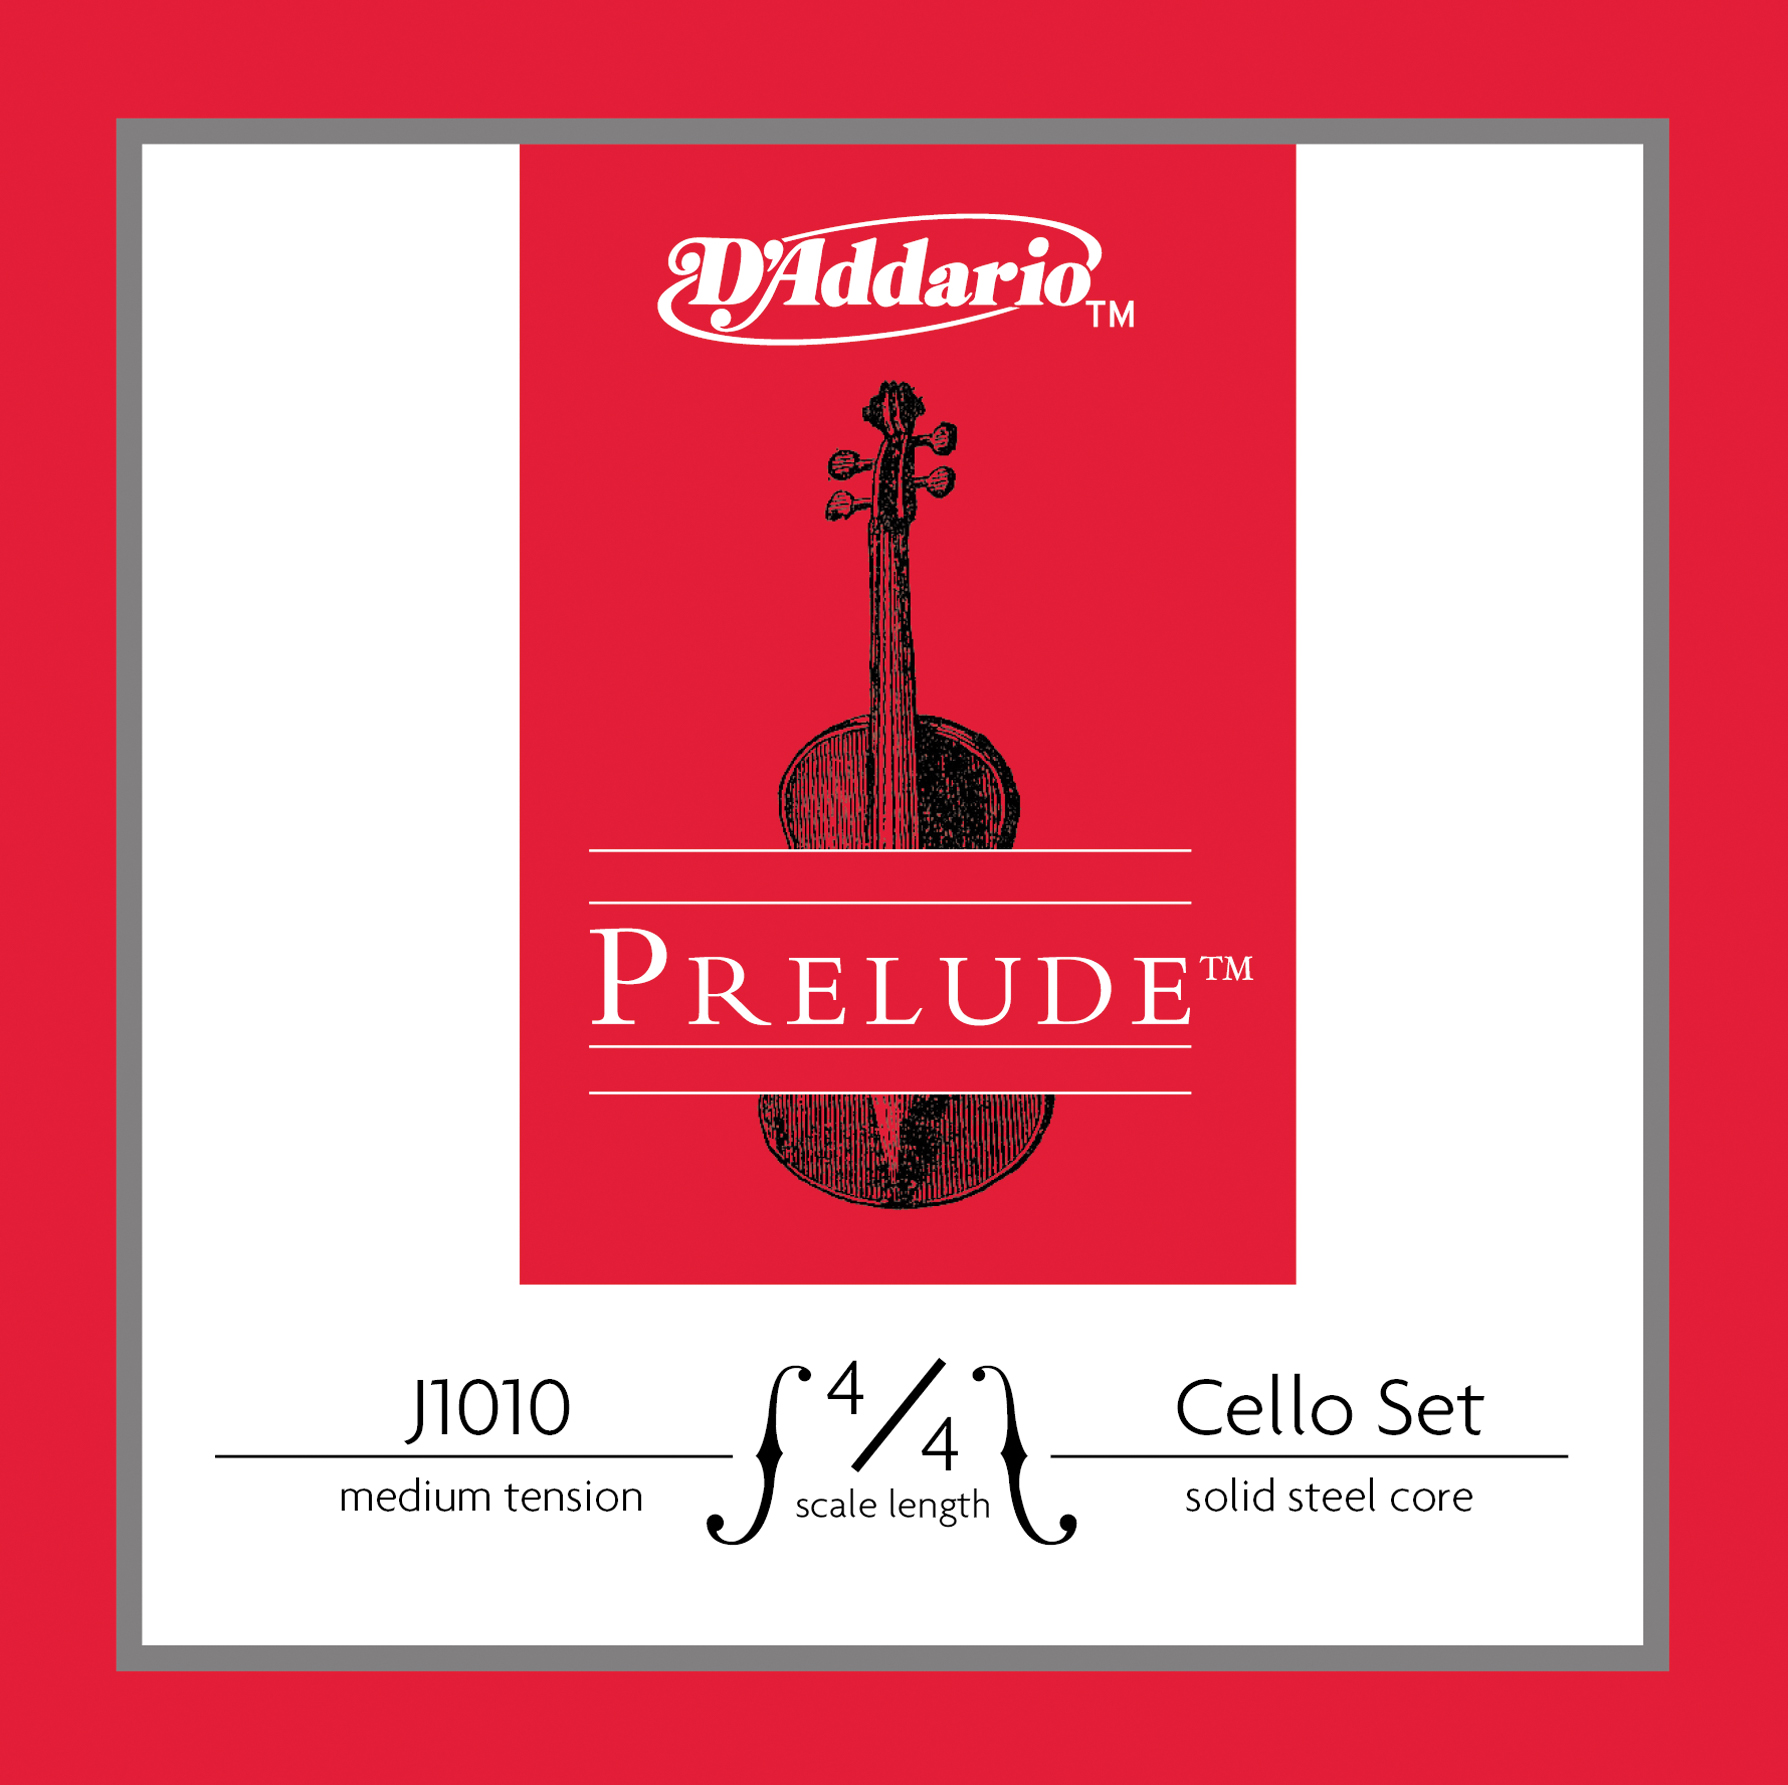 D'Addario™
PRELUDE™
J1010
medium tension
4/4
scale length
Cello Set
solid steel core